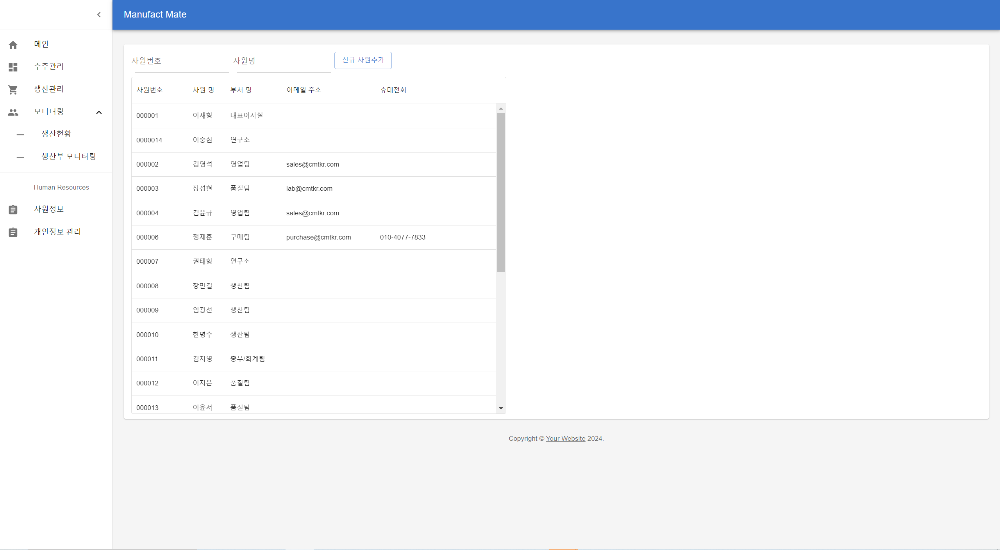 Manufact Mate
메인
수주관리
생산관리
모니터링
생산현황
생산부 모니터링
Human Resources
사원정보
개인정보 관리
사원번호 사원명 신규 사원추가
사원번호 사원 명 부서 명 이메일 주소 휴대전화
000001 이재형 대표이사실
0000014 이중현 연구소
000002 김영석 영업팀 sales@cmtkr.com
000003 장성현 품질팀 lab@cmtkr.com
000004 김윤규 영업팀 sales@cmtkr.com
000006 정재훈 구매팀 purchase@cmtkr.com 010-4077-7833
000007 권태형 연구소
000008 장만길 생산팀
000009 임광선 생산팀
000010 한명수 생산팀
000011 김지영 총무/회계팀
000012 이지은 품질팀
000013 이윤서 품질팀
Copyright © Your Website 2024.